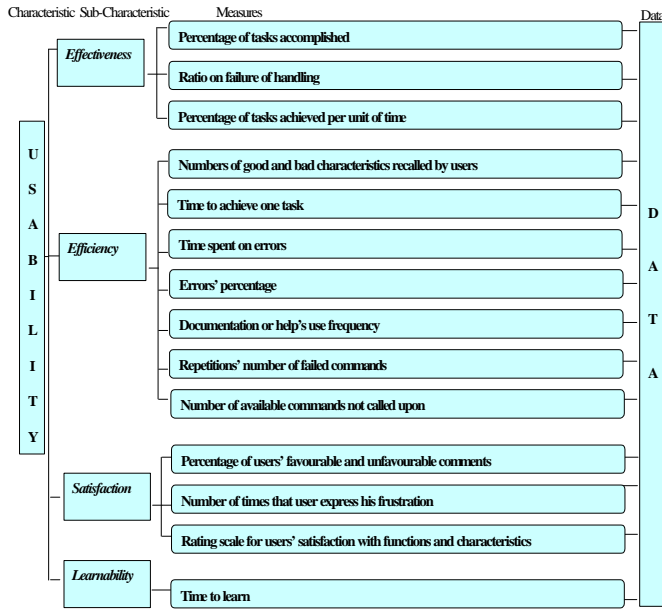 Characteristic Sub-Characteristic Measures Data
Effectiveness
Percentage of tasks accomplished
Ratio on failure of handling
Percentage of tasks achieved per unit of time
USABILITY
Efficiency
Numbers of good and bad characteristics recalled by users
Time to achieve one task
Time spent on errors
Errors' percentage
Documentation or help's use frequency
Repetitions' number of failed commands
Number of available commands not called upon
Satisfaction
Percentage of users' favourable and unfavourable comments
Number of times that user express his frustration
Rating scale for users' satisfaction with functions and characteristics
Learnability
Time to learn
DATA